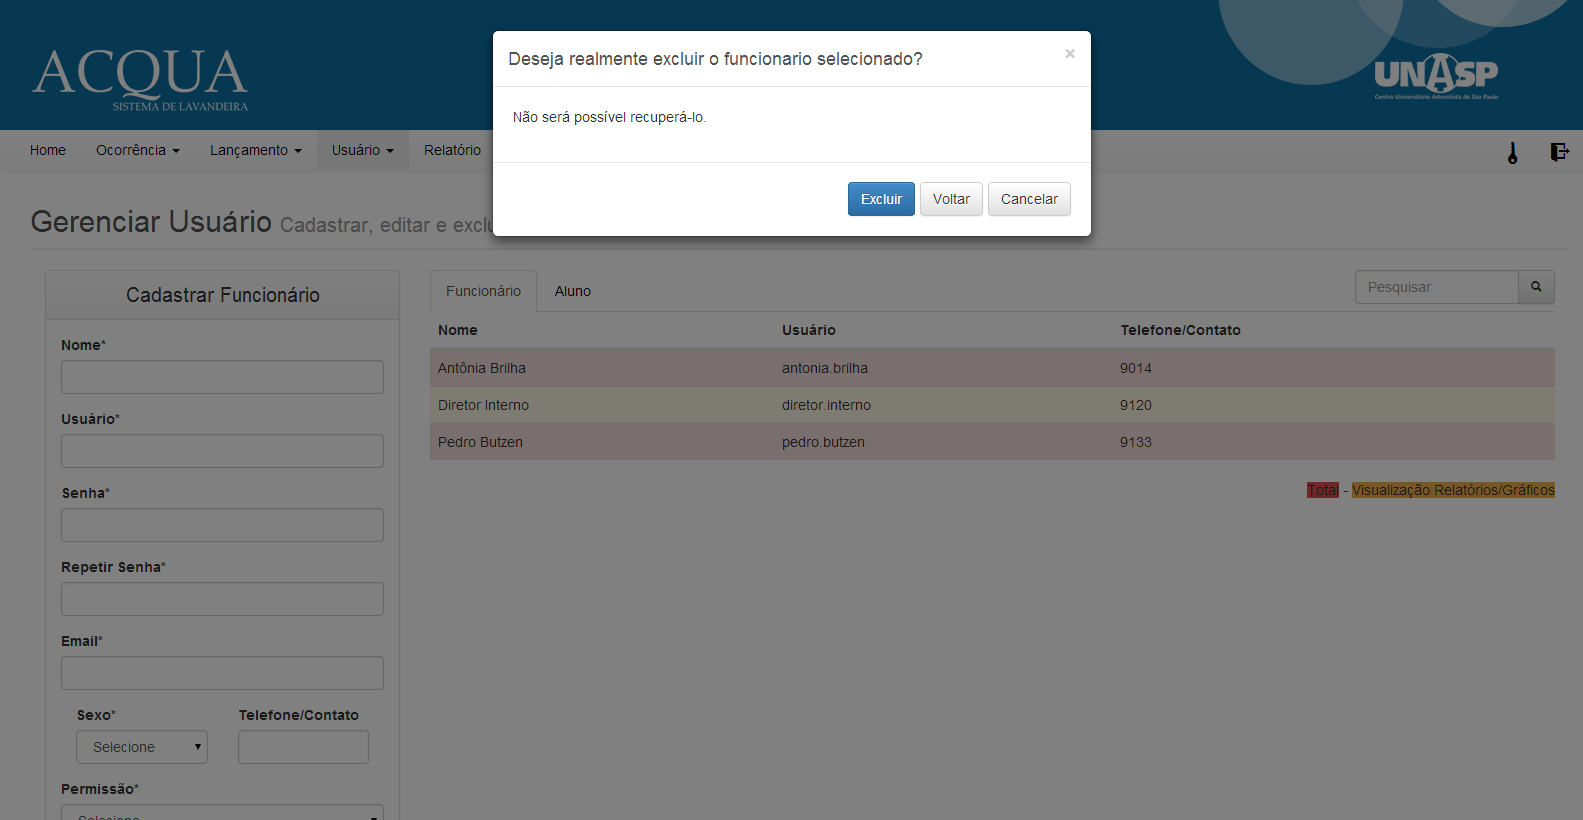 ACQUA
SISTEMA DE LAVANDEIRA
UNASP
Centro Universitário Adventista de São Paulo
Deseja realmente excluir o funcionario selecionado?
×
Não será possível recuperá-lo.
Excluir Voltar Cancelar
Home Ocorrência Lançamento Usuário Relatório
Gerenciar Usuário Cadastrar, editar e
Cadastrar Funcionário
Nome*
Usuário*
Senha*
Repetir Senha*
Email*
Sexo* Telefone/Contato
Selecione
Permissão*
Selecione
Funcionário Aluno
Pesquisar
Nome Usuário Telefone/Contato
Antônia Brilha antonia.brilha 9014
Diretor Interno diretor.interno 9120
Pedro Butzen pedro.butzen 9133
Total - Visualização Relatórios/Gráficos